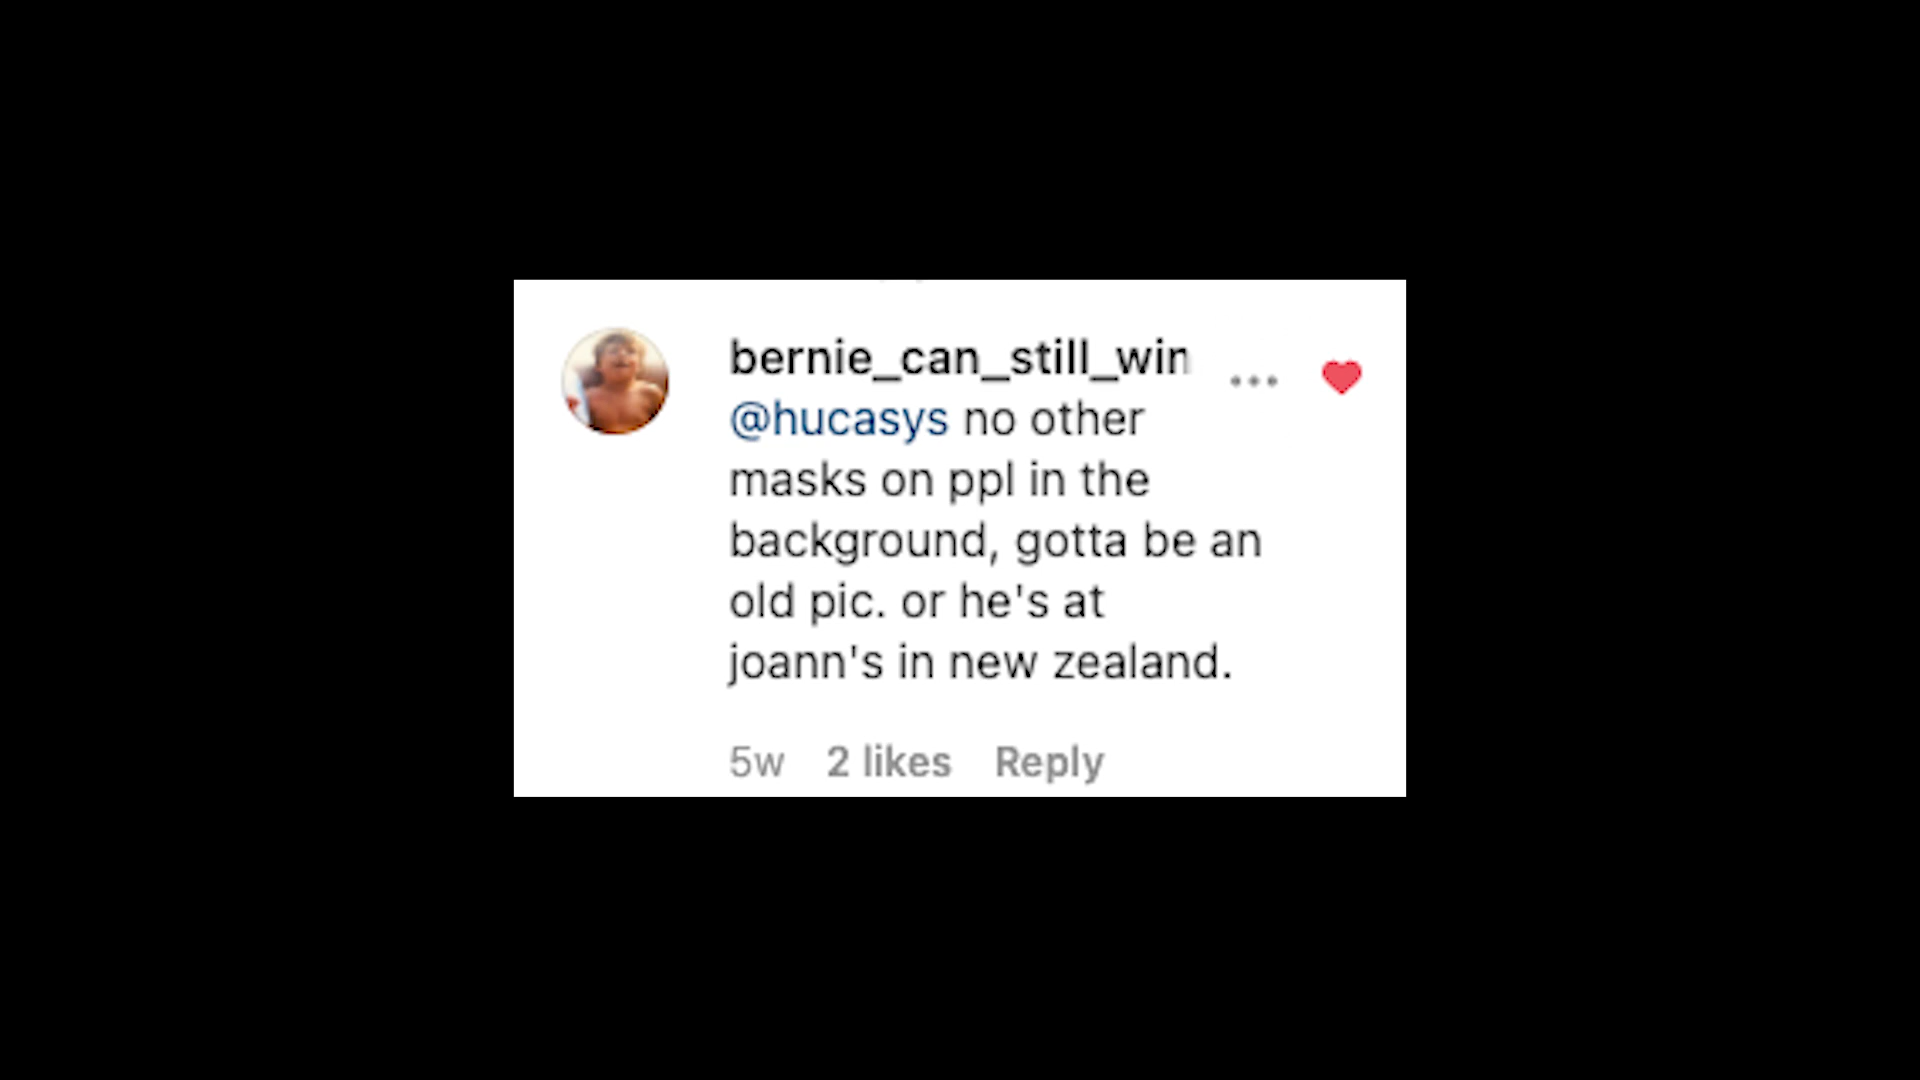 bernie_can_still_win
@hucasys no other
masks on ppl in the
background, gotta be an
old pic. or he's at
joann's in new zealand.
5w 2 likes Reply